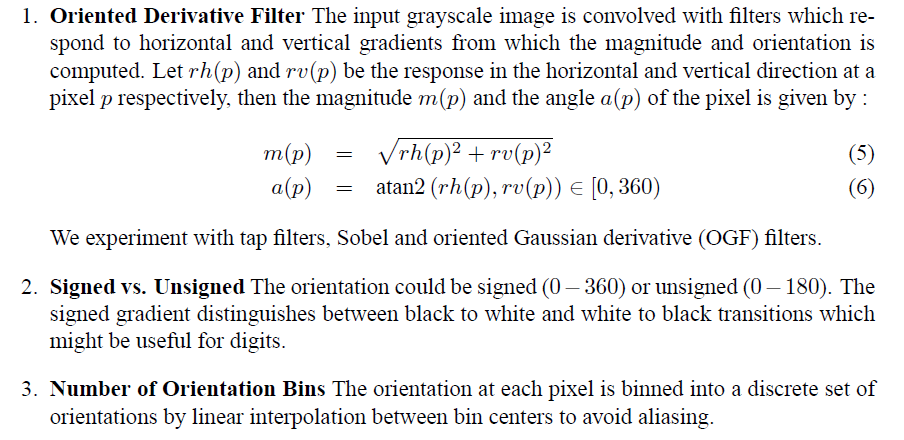 1. Oriented Derivative Filter The input grayscale image is convolved with filters which re-
spond to horizontal and vertical gradients from which the magnitude and orientation is
computed. Let rh(p) and rv(p) be the response in the horizontal and vertical direction at a
pixel p respectively, then the magnitude m(p) and the angle a(p) of the pixel is given by :
m(p) = √(rh(p)² + rv(p)²) (5)
a(p) = atan2 (rh(p), rv(p)) ∈ [0, 360) (6)
We experiment with tap filters, Sobel and oriented Gaussian derivative (OGF) filters.
2. Signed vs. Unsigned The orientation could be signed (0 – 360) or unsigned (0 – 180). The
signed gradient distinguishes between black to white and white to black transitions which
might be useful for digits.
3. Number of Orientation Bins The orientation at each pixel is binned into a discrete set of
orientations by linear interpolation between bin centers to avoid aliasing.